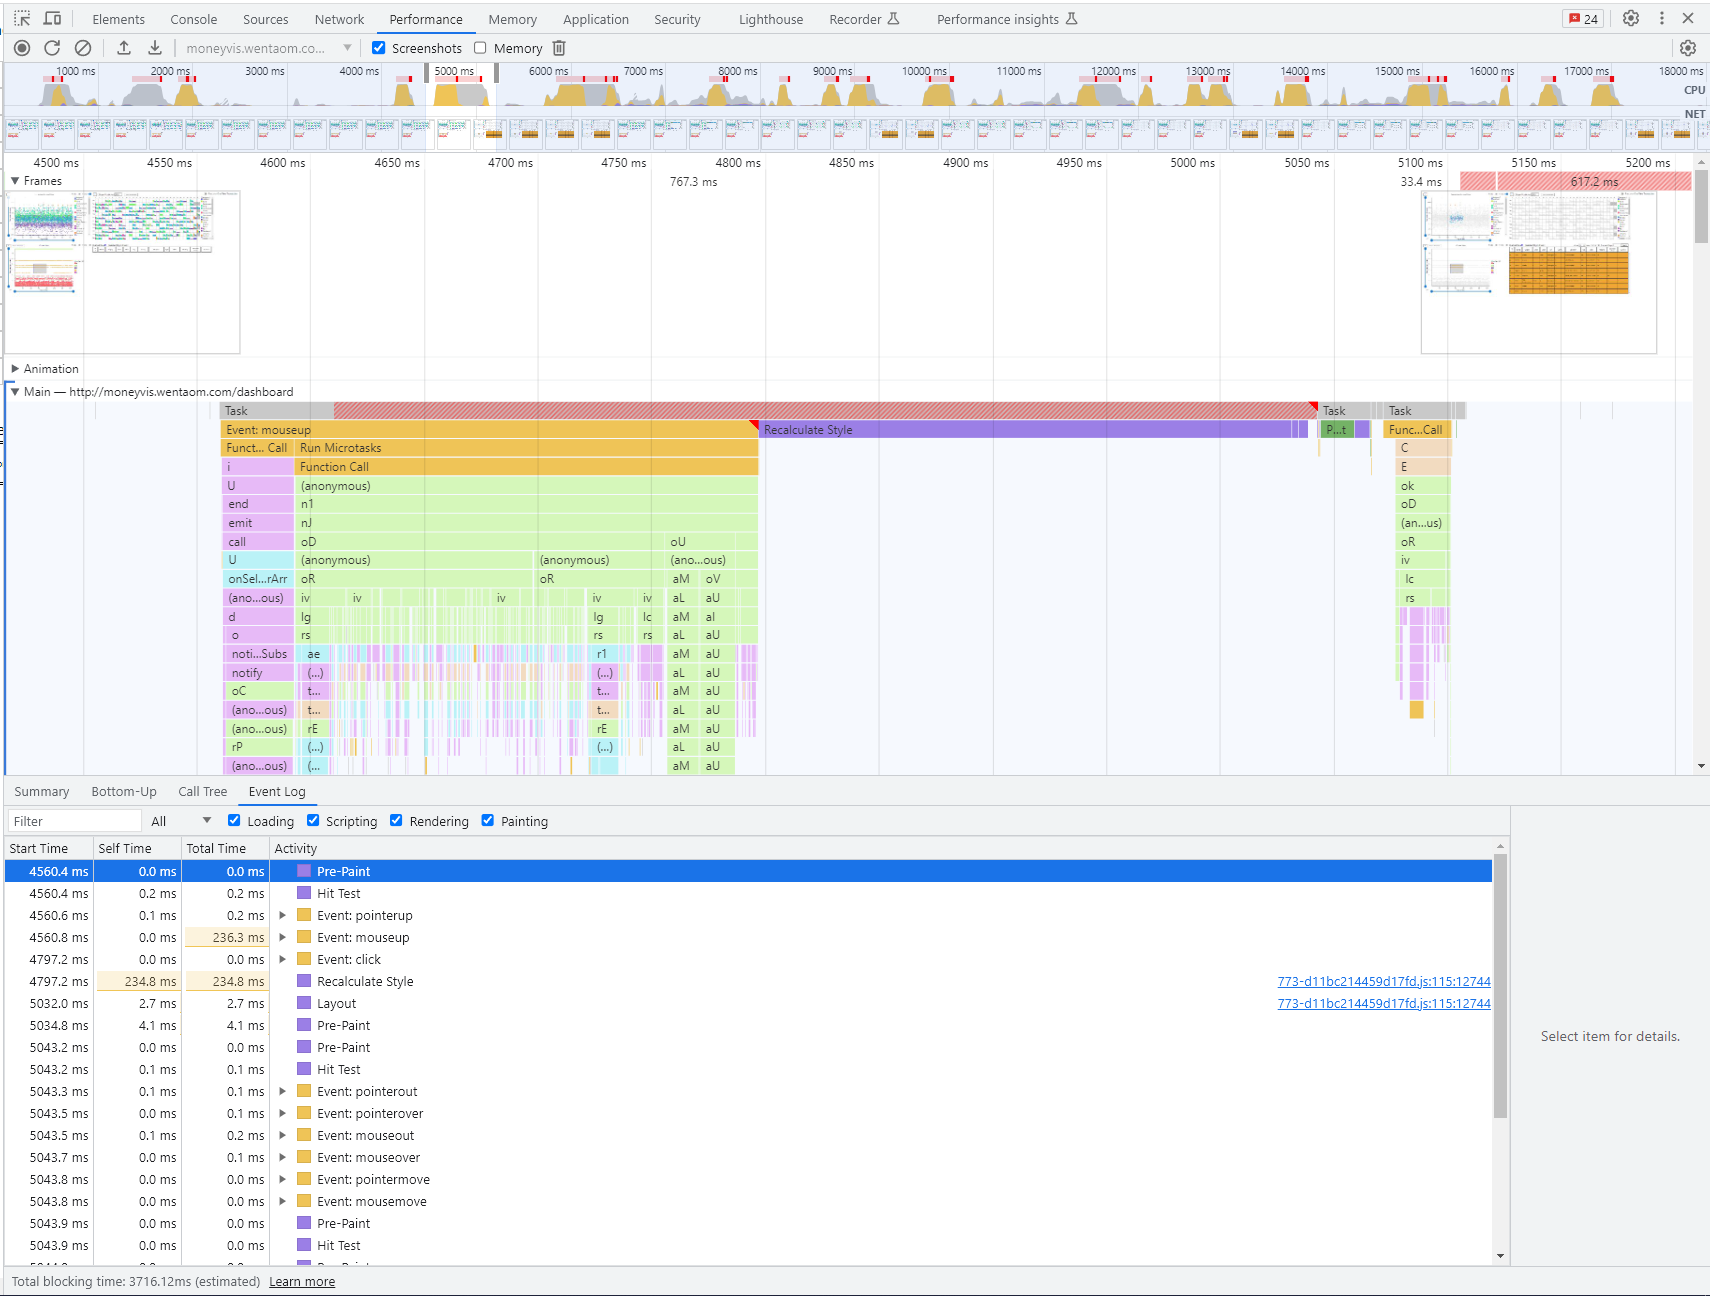 Elements Console Sources Network Performance Memory Application Security Lighthouse Recorder Performance insights 24
moneyvis.wentaom.co... Screenshots Memory
1000 ms 2000 ms 3000 ms 4000 ms 5000 ms 6000 ms 7000 ms 8000 ms 9000 ms 10000 ms 11000 ms 12000 ms 13000 ms 14000 ms 15000 ms 16000 ms 17000 ms 18000 ms
CPU
NET
4500 ms 4550 ms 4600 ms 4650 ms 4700 ms 4750 ms 4800 ms 4850 ms 4900 ms 4950 ms 5000 ms 5050 ms 5100 ms 5150 ms 5200 ms
Frames 767.3 ms 33.4 ms 617.2 ms
Animation
Main — http://moneyvis.wentaom.com/dashboard
Task Task Task
Event: mouseup Recalculate Style P...t Func...Call
Funct... Call Run Microtasks C
i Function Call E
U (anonymous) ok
end n1 oD
emit nJ (an...us)
call oD oU oR
U (anonymous) (anonymous) (ano...ous) iv
onSel...rArr oR oR aM oV lc
(ano...ous) iv iv iv iv iv aL aU rs
d lg lg lc aM al
o rs rs rs aL aU
noti...Subs ae r1 aM aU
notify (...) (...) aL aU
oC t... t... aM aU
(ano...ous) t... t... aL aU
(ano...ous) rE rE aM aU
rP (...) (...) aL aU
(ano...ous) (... aM aU
Summary Bottom-Up Call Tree Event Log
Filter All Loading Scripting Rendering Painting
Start Time Self Time Total Time Activity
4560.4 ms 0.0 ms 0.0 ms Pre-Paint
4560.4 ms 0.2 ms 0.2 ms Hit Test
4560.6 ms 0.1 ms 0.2 ms Event: pointerup
4560.8 ms 0.0 ms 236.3 ms Event: mouseup
4797.2 ms 0.0 ms 0.0 ms Event: click
4797.2 ms 234.8 ms 234.8 ms Recalculate Style 773-d11bc214459d17fd.js:115:12744
5032.0 ms 2.7 ms 2.7 ms Layout 773-d11bc214459d17fd.js:115:12744
5034.8 ms 4.1 ms 4.1 ms Pre-Paint
5043.2 ms 0.0 ms 0.0 ms Pre-Paint
5043.2 ms 0.1 ms 0.1 ms Hit Test
5043.3 ms 0.1 ms 0.1 ms Event: pointerout
5043.5 ms 0.0 ms 0.1 ms Event: pointerover
5043.5 ms 0.1 ms 0.2 ms Event: mouseout
5043.7 ms 0.0 ms 0.1 ms Event: mouseover
5043.8 ms 0.0 ms 0.0 ms Event: pointermove
5043.8 ms 0.0 ms 0.0 ms Event: mousemove
5043.9 ms 0.0 ms 0.0 ms Pre-Paint
5043.9 ms 0.0 ms 0.0 ms Hit Test
Select item for details.
Total blocking time: 3716.12ms (estimated) Learn more